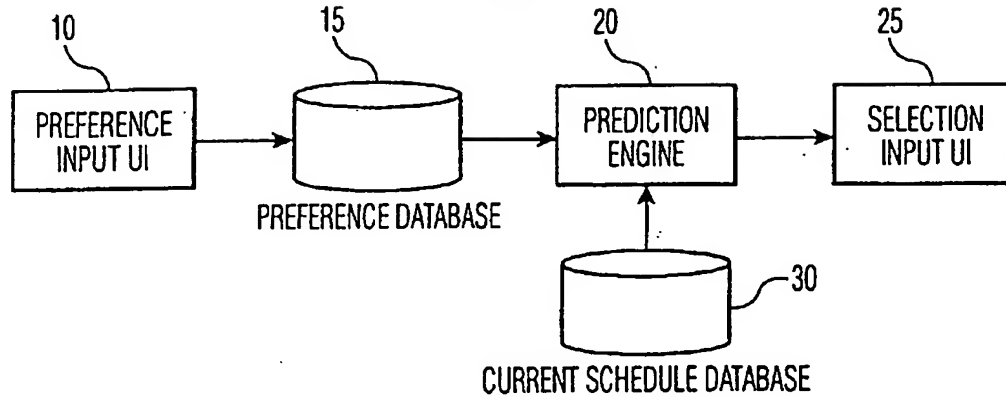 10
15
20
25
PREFERENCE
INPUT UI
PREDICTION
ENGINE
SELECTION
INPUT UI
PREFERENCE DATABASE
30
CURRENT SCHEDULE DATABASE